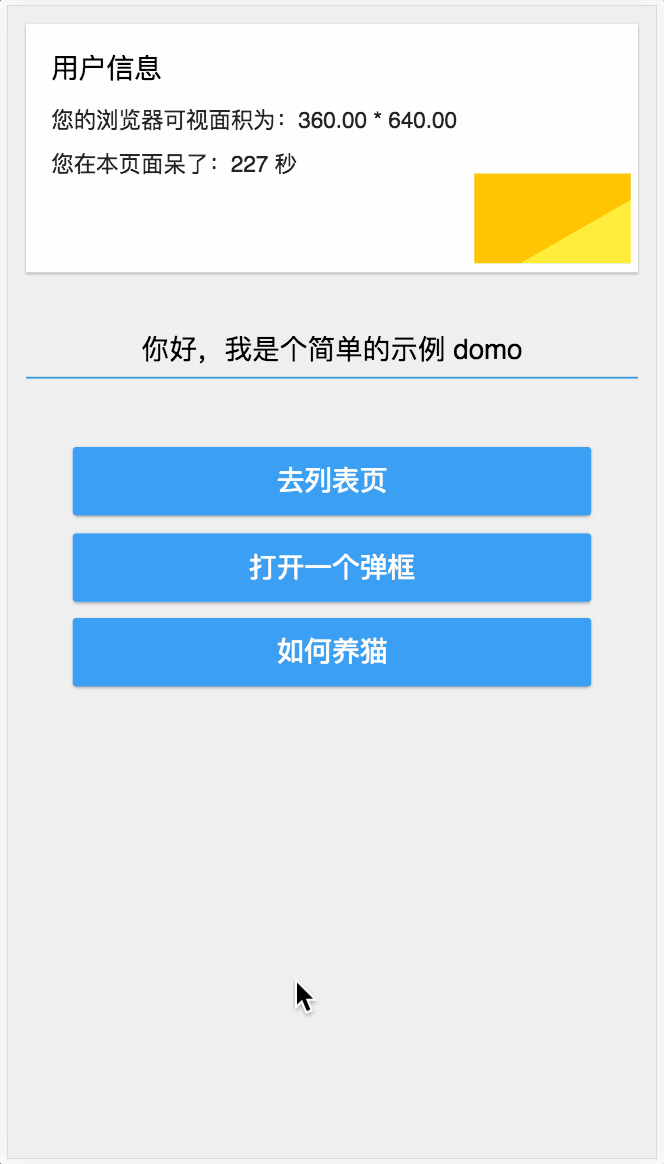 用户信息
您的浏览器可视面积为：360.00 * 640.00
您在本页面呆了：227 秒
你好，我是个简单的示例 domo
去列表页
打开一个弹框
如何养猫